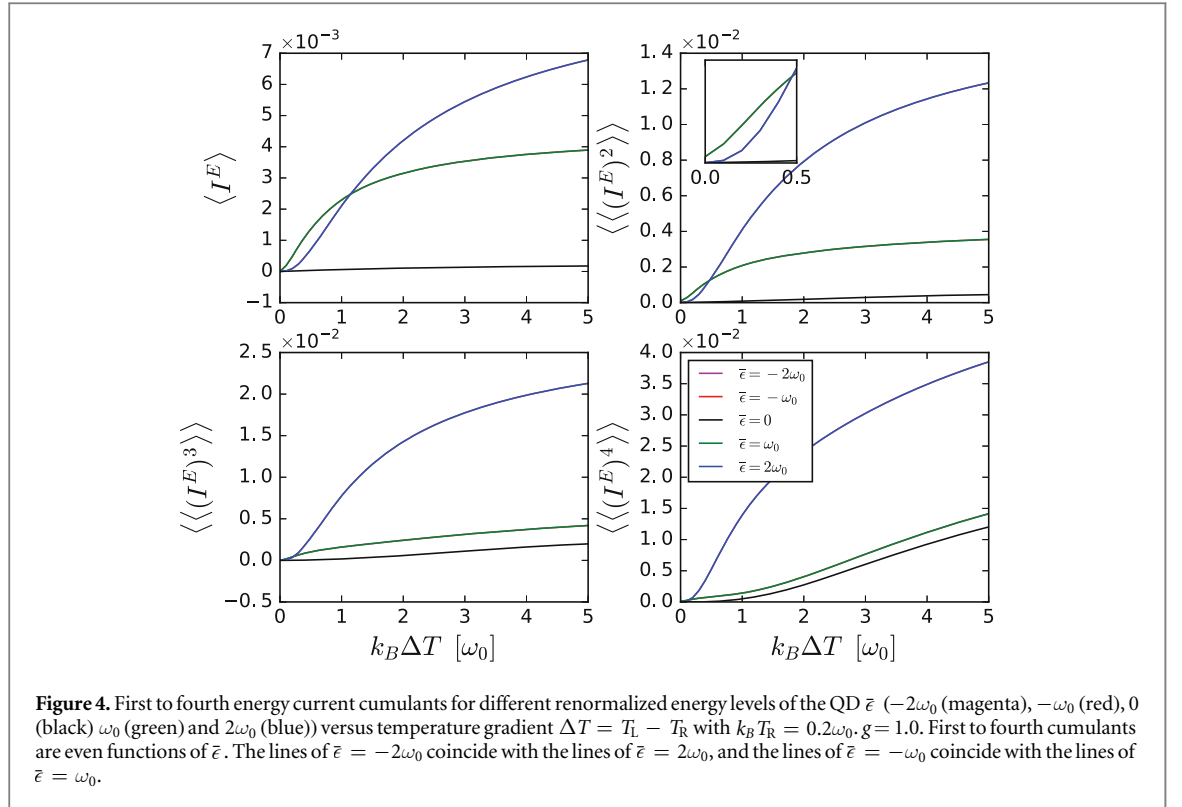 ×10⁻³
7
6
5
4
3
2
1
0
−1
⟨I^E⟩
0 1 2 3 4 5
×10⁻²
1.4
1.2
1.0
0.8
0.6
0.4
0.2
0.0
⟨⟨(I^E)²⟩⟩
0.0 0.5
0 1 2 3 4 5
×10⁻²
2.5
2.0
1.5
1.0
0.5
0.0
−0.5
⟨⟨(I^E)³⟩⟩
0 1 2 3 4 5
k_BΔT [ω₀]
×10⁻²
4.0
3.5
3.0
2.5
2.0
1.5
1.0
0.5
0.0
⟨⟨(I^E)⁴⟩⟩
ε̄ = −2ω₀
ε̄ = −ω₀
ε̄ = 0
ε̄ = ω₀
ε̄ = 2ω₀
0 1 2 3 4 5
k_BΔT [ω₀]
Figure 4. First to fourth energy current cumulants for different renormalized energy levels of the QD ε̄ (−2ω₀ (magenta), −ω₀ (red), 0
(black) ω₀ (green) and 2ω₀ (blue)) versus temperature gradient ΔT = T_L − T_R with k_BT_R = 0.2ω₀. g = 1.0. First to fourth cumulants
are even functions of ε̄. The lines of ε̄ = −2ω₀ coincide with the lines of ε̄ = 2ω₀, and the lines of ε̄ = −ω₀ coincide with the lines of
ε̄ = ω₀.